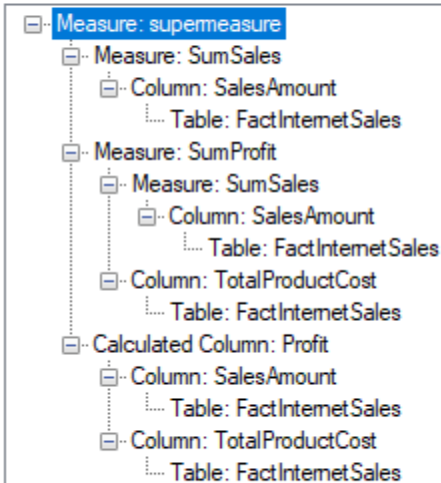 Measure: supermeasure
Measure: SumSales
Column: SalesAmount
Table: FactInternetSales
Measure: SumProfit
Measure: SumSales
Column: SalesAmount
Table: FactInternetSales
Column: TotalProductCost
Table: FactInternetSales
Calculated Column: Profit
Column: SalesAmount
Table: FactInternetSales
Column: TotalProductCost
Table: FactInternetSales